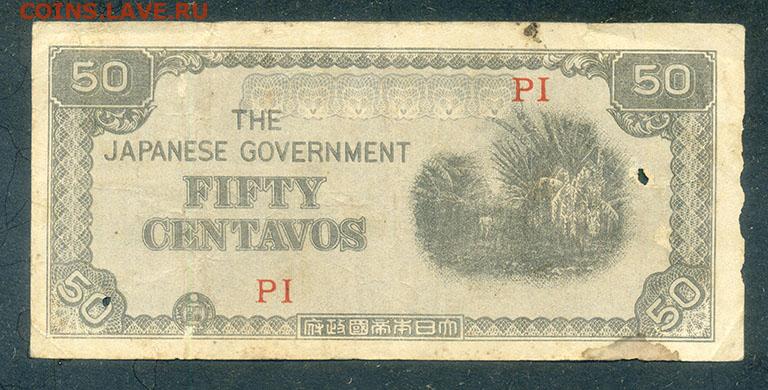 COINS.LAVE.RU
50 50
PI
THE
JAPANESE GOVERNMENT
FIFTY
CENTAVOS
PI
50 50
府政國帝本日大